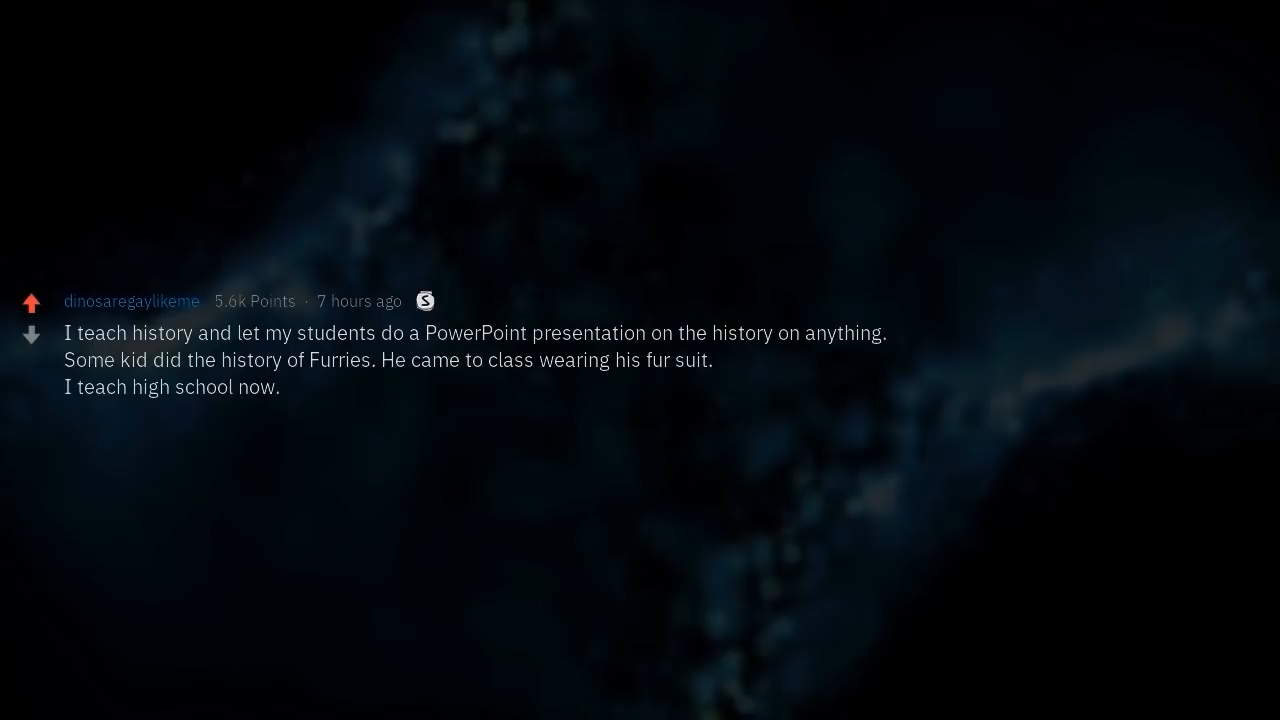 dinosaregaylikeme 5.6k Points · 7 hours ago S
I teach history and let my students do a PowerPoint presentation on the history on anything.
Some kid did the history of Furries. He came to class wearing his fur suit.
I teach high school now.